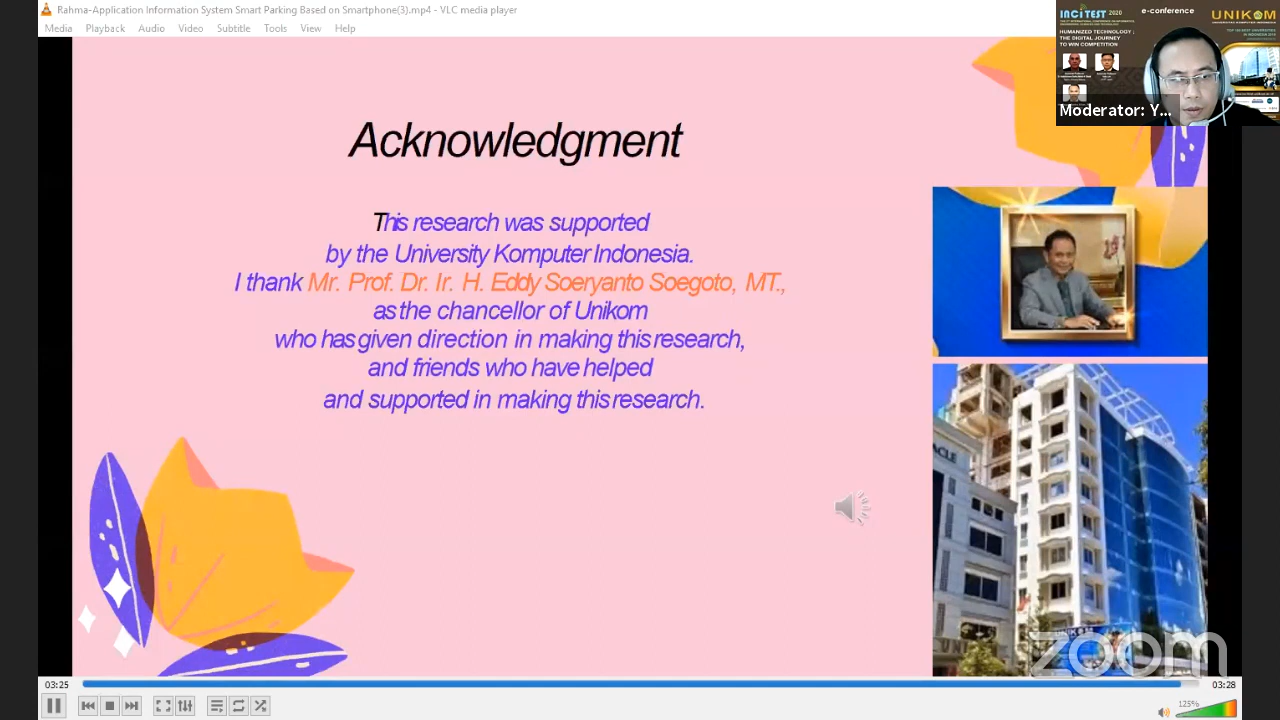 Rahma-Application Information System Smart Parking Based on Smartphone(3).mp4 - VLC media player
Media Playback Audio Video Subtitle Tools View Help
INCITEST 2020
e-conference
UNIKOM
HUMANIZED TECHNOLOGY :
THE DIGITAL JOURNEY
TO WIN COMPETITION
Moderator: Y...
Acknowledgment
This research was supported
by the University Komputer Indonesia.
I thank Mr. Prof. Dr. Ir. H. Eddy Soeryanto Soegoto, MT.,
as the chancellor of Unikom
who has given direction in making this research,
and friends who have helped
and supported in making this research.
UNIKOM
zoom
03:25
03:28
125%